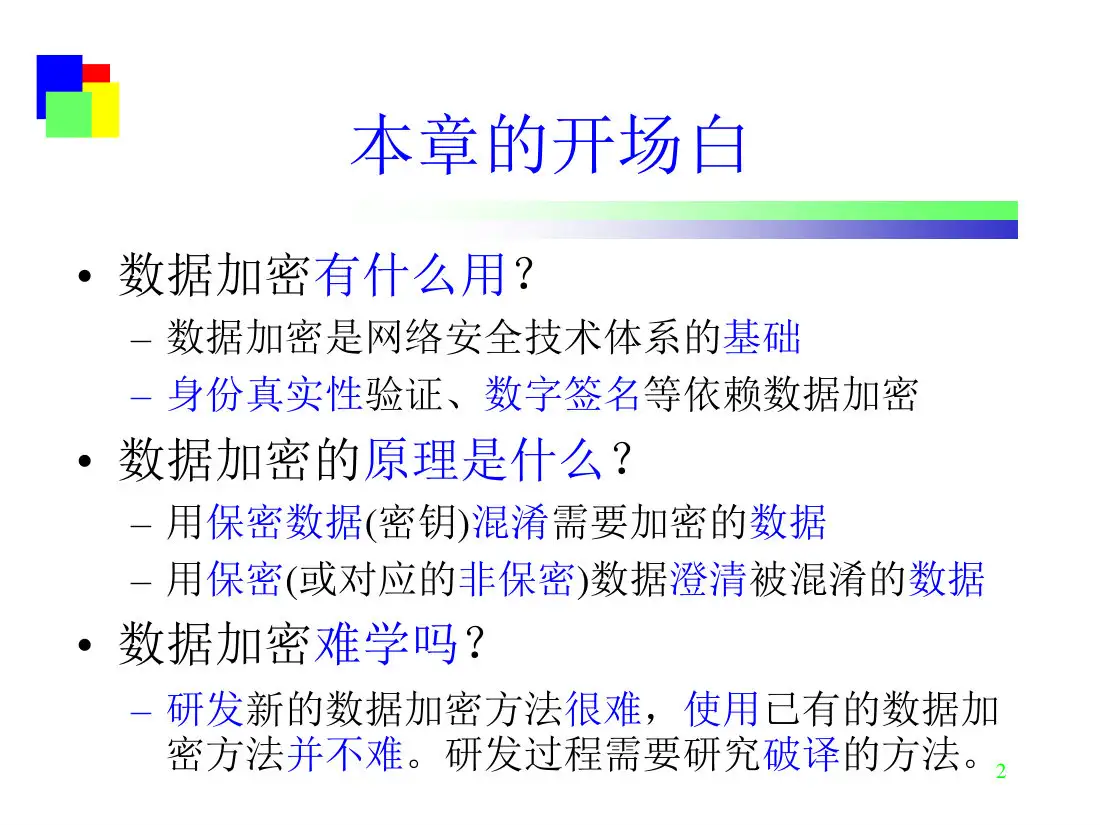 本章的开场白
• 数据加密有什么用?
– 数据加密是网络安全技术体系的基础
– 身份真实性验证、数字签名等依赖数据加密
• 数据加密的原理是什么?
– 用保密数据(密钥)混淆需要加密的数据
– 用保密(或对应的非保密)数据澄清被混淆的数据
• 数据加密难学吗?
– 研发新的数据加密方法很难，使用已有的数据加
密方法并不难。研发过程需要研究破译的方法。
2